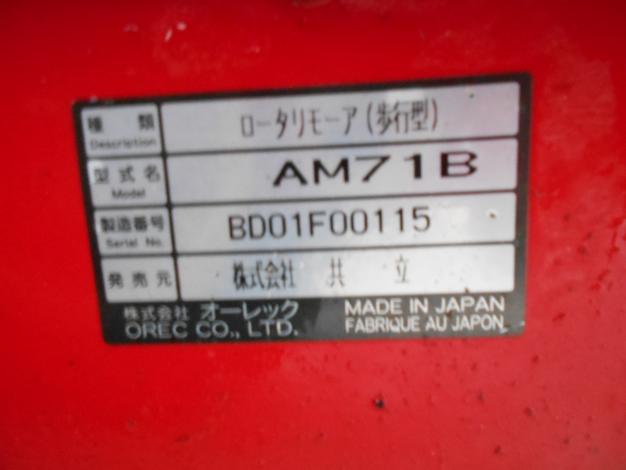 種類 ロータリモーア(歩行型)
Description
型式名 AM71B
Model
製造番号 BD01F00115
Serial No.
発売元 株式会社 共立
株式会社 オーレック MADE IN JAPAN
OREC CO., LTD. FABRIQUE AU JAPON